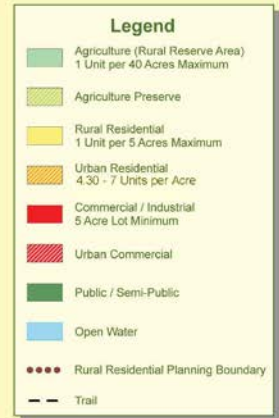 Legend
Agriculture (Rural Reserve Area)
1 Unit per 40 Acres Maximum
Agriculture Preserve
Rural Residential
1 Unit per 5 Acres Maximum
Urban Residential
4.30 - 7 Units per Acre
Commercial / Industrial
5 Acre Lot Minimum
Urban Commercial
Public / Semi-Public
Open Water
Rural Residential Planning Boundary
Trail